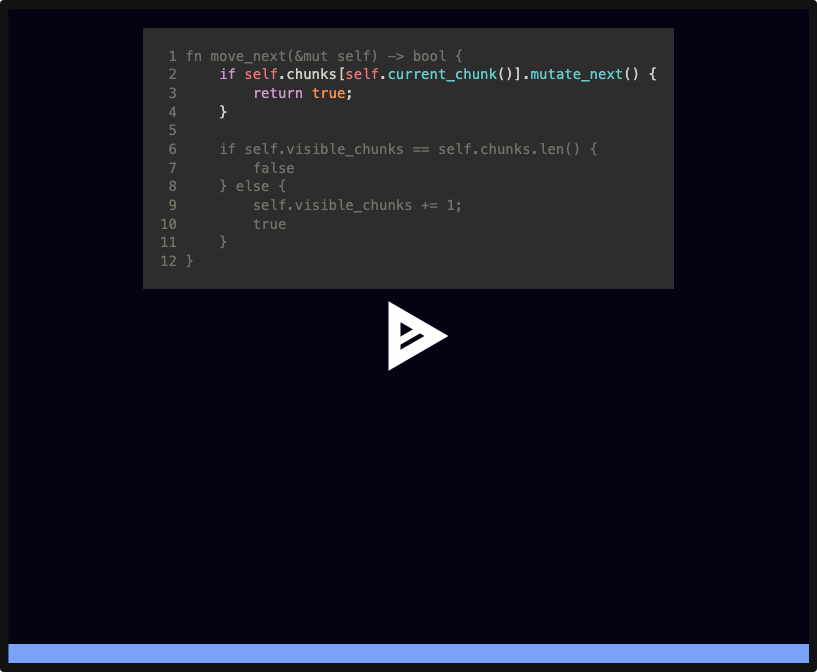 1 fn move_next(&mut self) -> bool {
2     if self.chunks[self.current_chunk()].mutate_next() {
3         return true;
4     }
5
6     if self.visible_chunks == self.chunks.len() {
7         false
8     } else {
9         self.visible_chunks += 1;
10         true
11     }
12 }